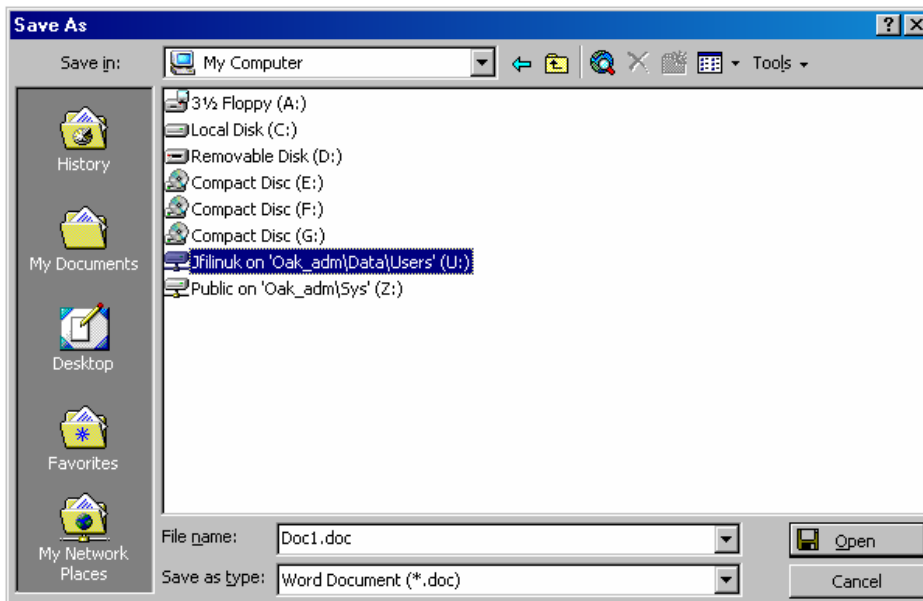 Save As
Save in:
My Computer
Tools
3½ Floppy (A:)
Local Disk (C:)
Removable Disk (D:)
Compact Disc (E:)
Compact Disc (F:)
Compact Disc (G:)
Jfilinuk on 'Oak_adm\Data\Users' (U:)
Public on 'Oak_adm\Sys' (Z:)
History
My Documents
Desktop
Favorites
My Network
Places
File name:
Doc1.doc
Open
Save as type:
Word Document (*.doc)
Cancel